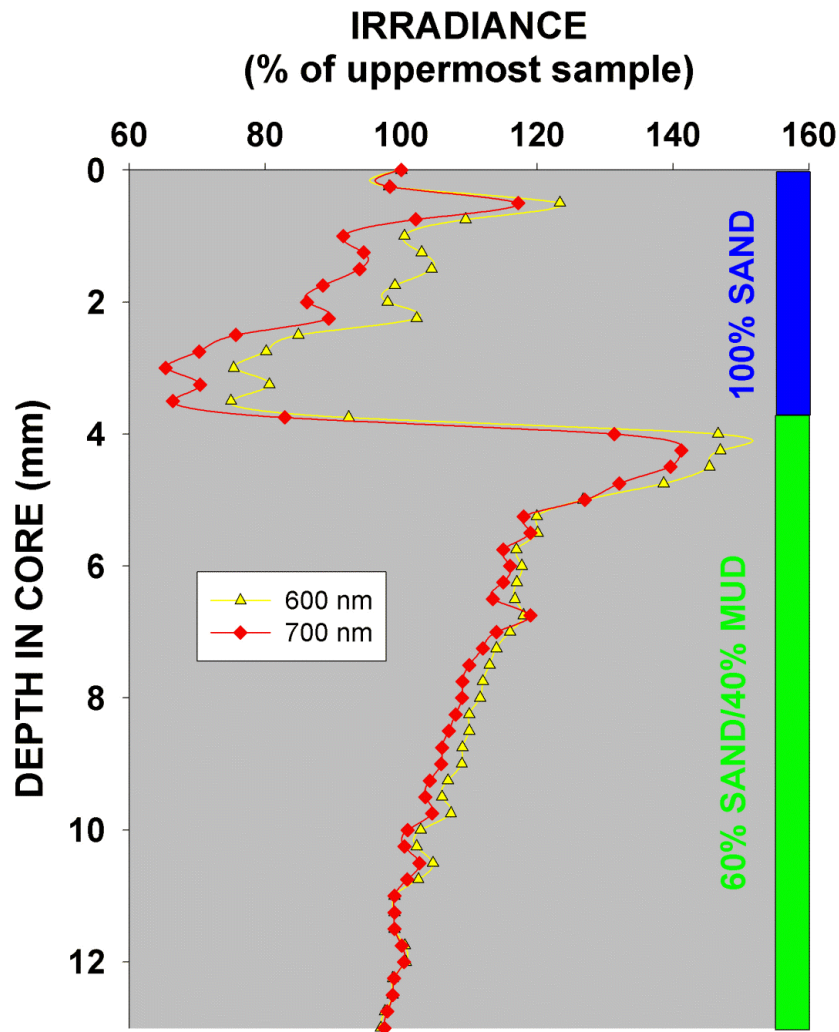 IRRADIANCE
(% of uppermost sample)
60 80 100 120 140 160
0
2
4
6
8
10
12
DEPTH IN CORE (mm)
600 nm
700 nm
100% SAND
60% SAND/40% MUD